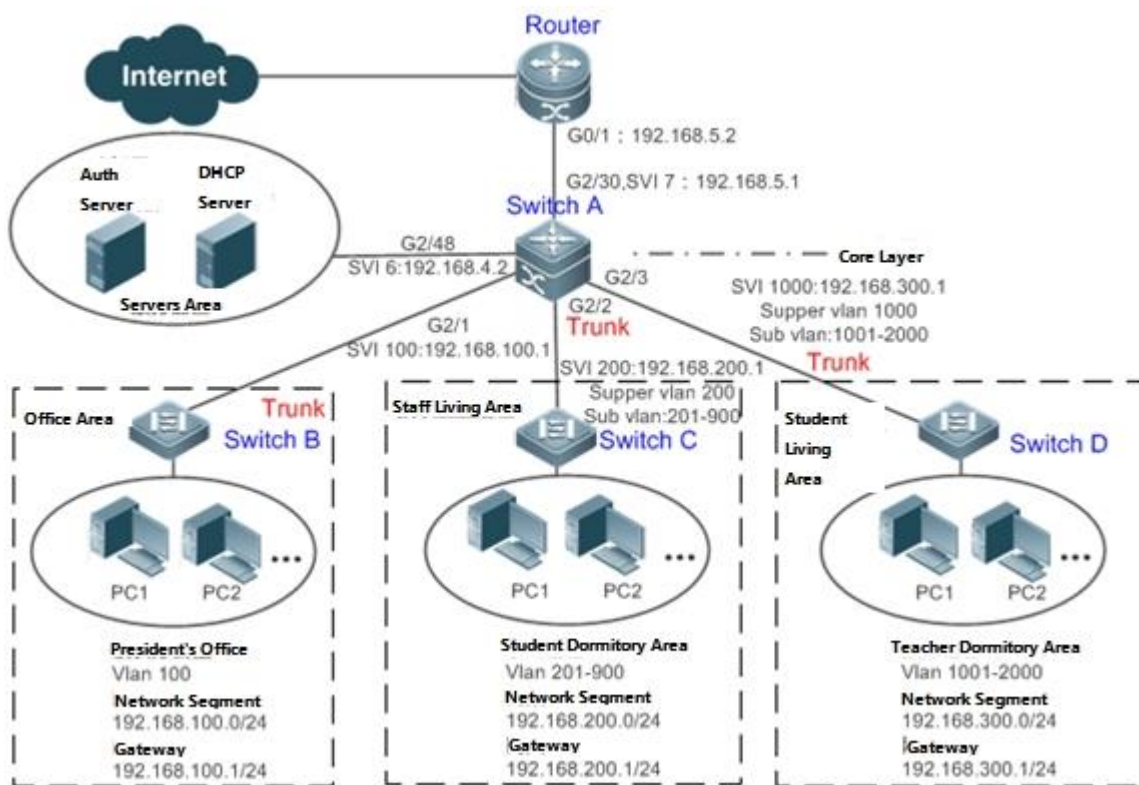 Router
Internet
G0/1：192.168.5.2
Auth
Server
DHCP
Server
G2/30,SVI 7：192.168.5.1
Switch A
G2/48
SVI 6:192.168.4.2
Servers Area
Core Layer
G2/3
SVI 1000:192.168.300.1
Supper vlan 1000
Sub vlan:1001-2000
Trunk
G2/2
Trunk
G2/1
SVI 100:192.168.100.1
SVI 200:192.168.200.1
Supper vlan 200
Sub vlan:201-900
Office Area
Trunk
Switch B
Staff Living Area
Switch C
Student
Living
Area
Switch D
PC1
PC2
...
PC1
PC2
...
PC1
PC2
...
President's Office
Vlan 100
Network Segment
192.168.100.0/24
Gateway
192.168.100.1/24
Student Dormitory Area
Vlan 201-900
Network Segment
192.168.200.0/24
Gateway
192.168.200.1/24
Teacher Dormitory Area
Vlan 1001-2000
Network Segment
192.168.300.0/24
Gateway
192.168.300.1/24